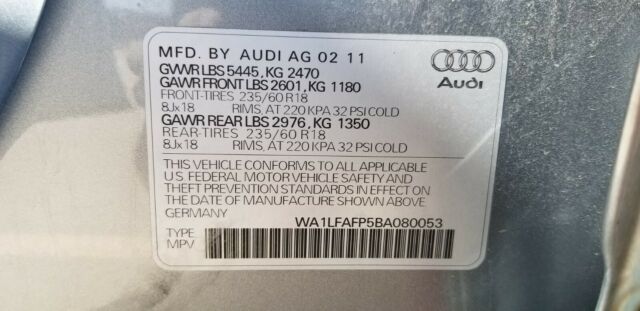 MFD. BY AUDI AG 02 11
GVWR LBS 5445, KG 2470
GAWR FRONT LBS 2601, KG 1180
FRONT-TIRES 235/60 R18
8Jx18 RIMS, AT 220 KPA 32 PSI COLD
GAWR REAR LBS 2976, KG 1350
REAR-TIRES 235/60 R18
8Jx18 RIMS, AT 220 KPA 32 PSI COLD
THIS VEHICLE CONFORMS TO ALL APPLICABLE
U.S. FEDERAL MOTOR VEHICLE SAFETY AND
THEFT PREVENTION STANDARDS IN EFFECT ON
THE DATE OF MANUFACTURE SHOWN ABOVE
GERMANY WA1LFAFP5BA080053
TYPE
MPV
Audi